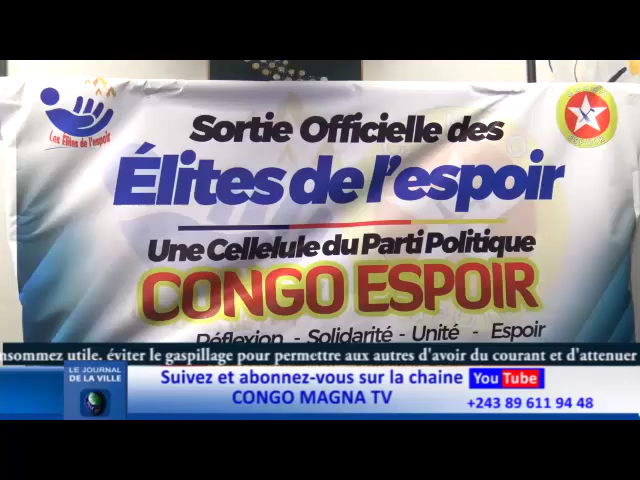 Les Élites de l'espoir
Sortie Officielle des
Élites de l'espoir
Une Cellelule du Parti Politique
CONGO ESPOIR
Réflexion - Solidarité - Unité - Espoir
nsommez utile, éviter le gaspillage pour permettre aux autres d'avoir du courant et d'attenuer
LE JOURNAL
DE LA VILLE
Suivez et abonnez-vous sur la chaine YouTube
CONGO MAGNA TV
+243 89 611 94 48